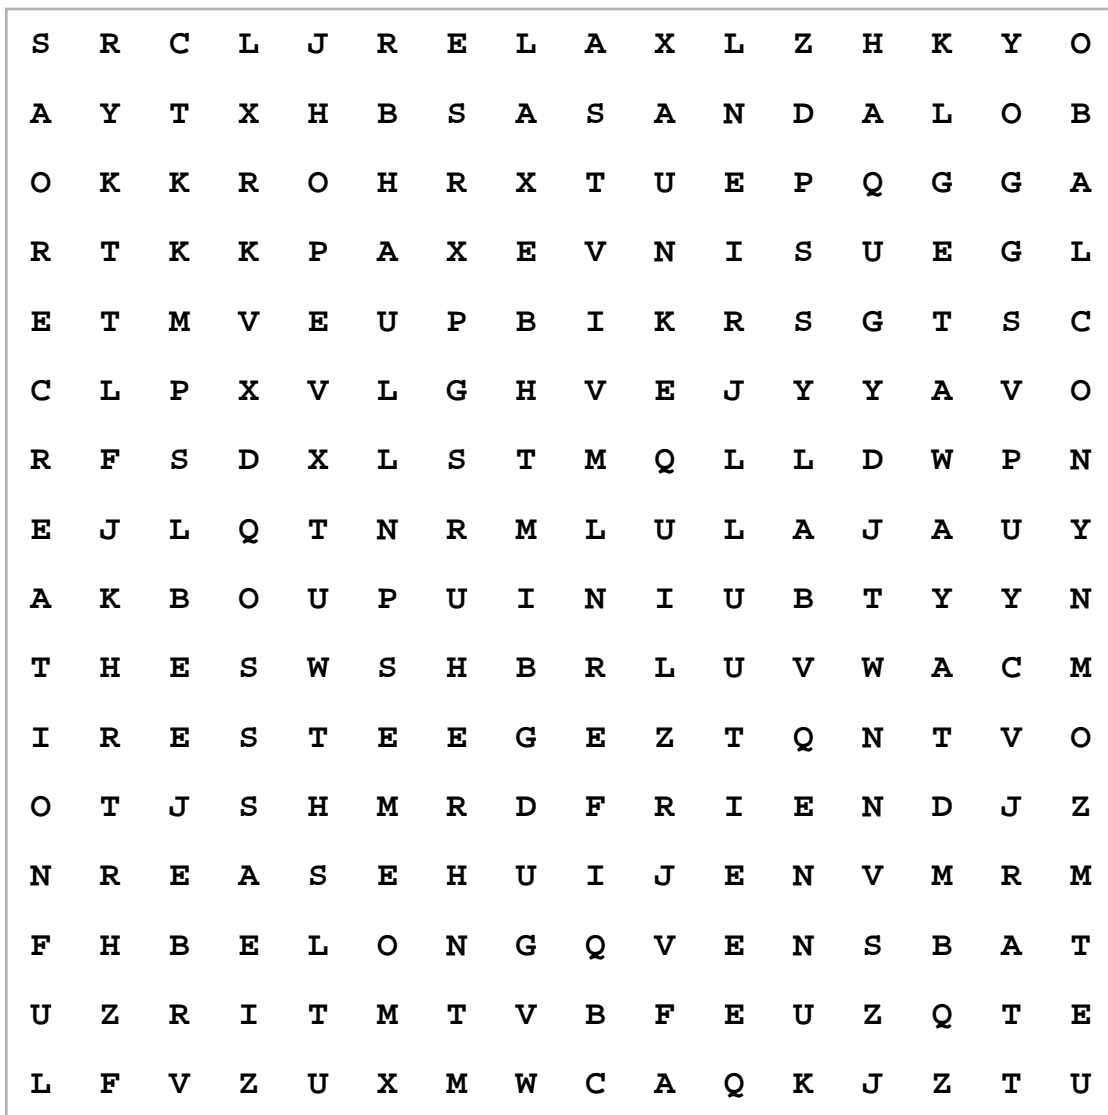 S R C L J R E L A X L Z H K Y O
A Y T X H B S A S A N D A L O B
O K K R O H R X T U E P Q G G A
R T K K P A X E V N I S U E G L
E T M V E U P B I K R S G T S C
C L P X V L G H V E J Y Y A V O
R F S D X L S T M Q L L D W P N
E J L Q T N R M L U L A J A U Y
A K B O U P U I N I U B T Y Y N
T H E S W S H B R L U V W A C M
I R E S T E E G E Z T Q N T V O
O T J S H M R D F R I E N D J Z
N R E A S E H U I J E N V M R M
F H B E L O N G Q V E N S B A T
U Z R I T M T V B F E U Z Q T E
L F V Z U X M W C A Q K J Z T U